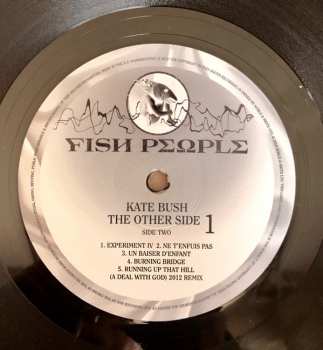 FISH PEOPLE
KATE BUSH
THE OTHER SIDE 1
SIDE TWO
1. EXPERIMENT IV 2. NE T'ENFUIS PAS
3. UN BAISER D'ENFANT
4. BURNING BRIDGE
5. RUNNING UP THAT HILL
(A DEAL WITH GOD) 2012 REMIX